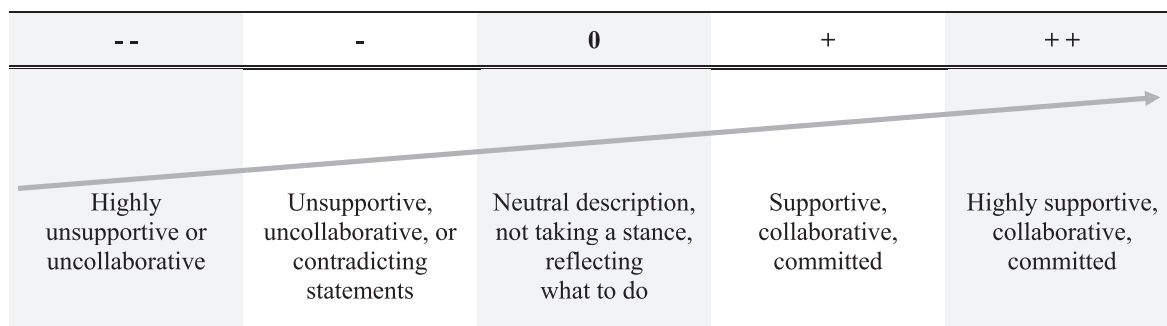 - -
-
0
+
+ +
Highly
unsupportive or
uncollaborative
Unsupportive,
uncollaborative, or
contradicting
statements
Neutral description,
not taking a stance,
reflecting
what to do
Supportive,
collaborative,
committed
Highly supportive,
collaborative,
committed